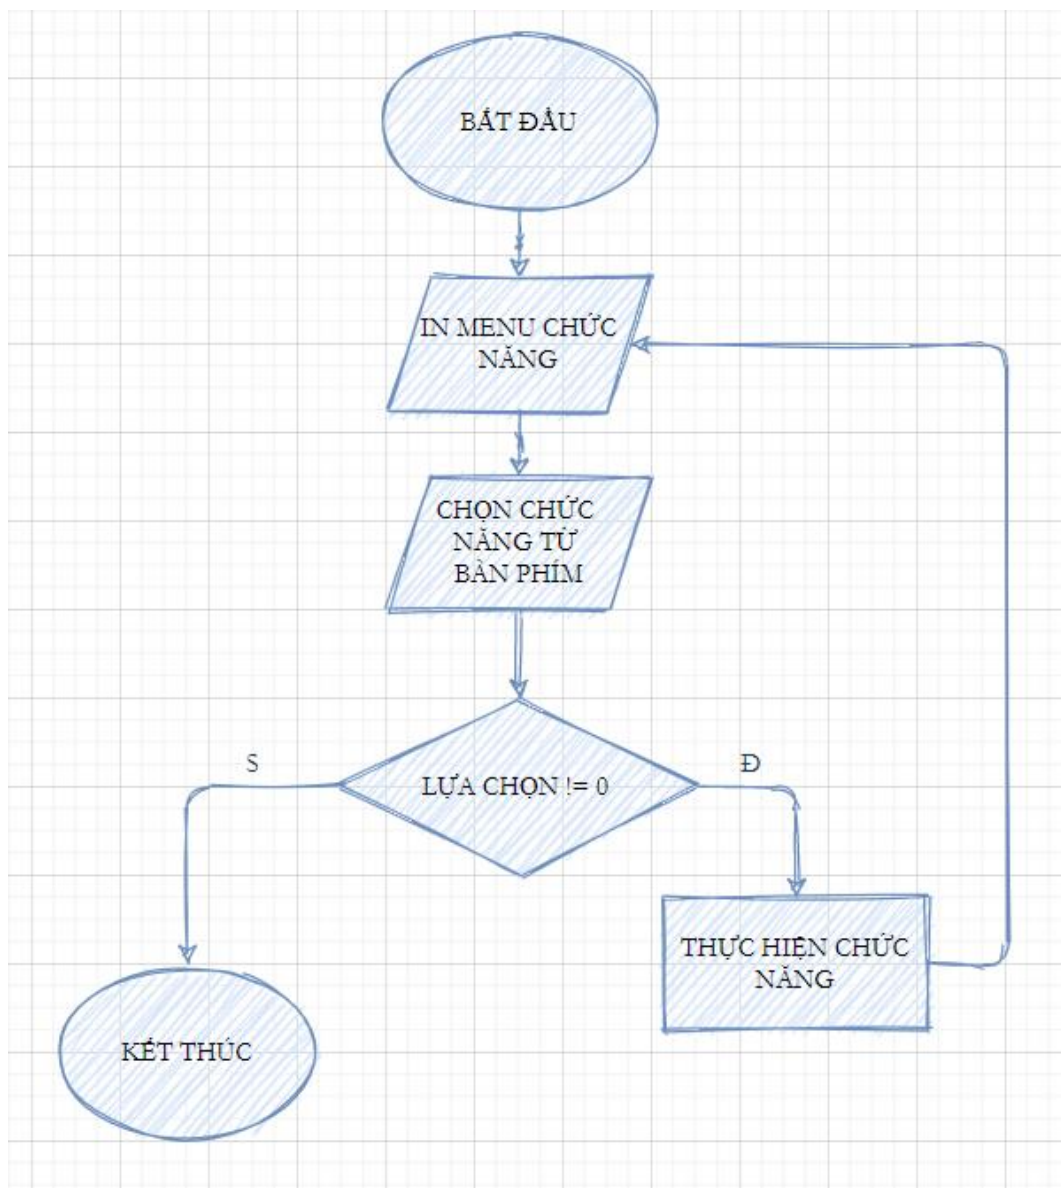 BẮT ĐẦU
IN MENU CHỨC
NĂNG
CHỌN CHỨC
NĂNG TỪ
BÀN PHÍM
S
Đ
LỰA CHỌN != 0
THỰC HIỆN CHỨC
NĂNG
KẾT THÚC